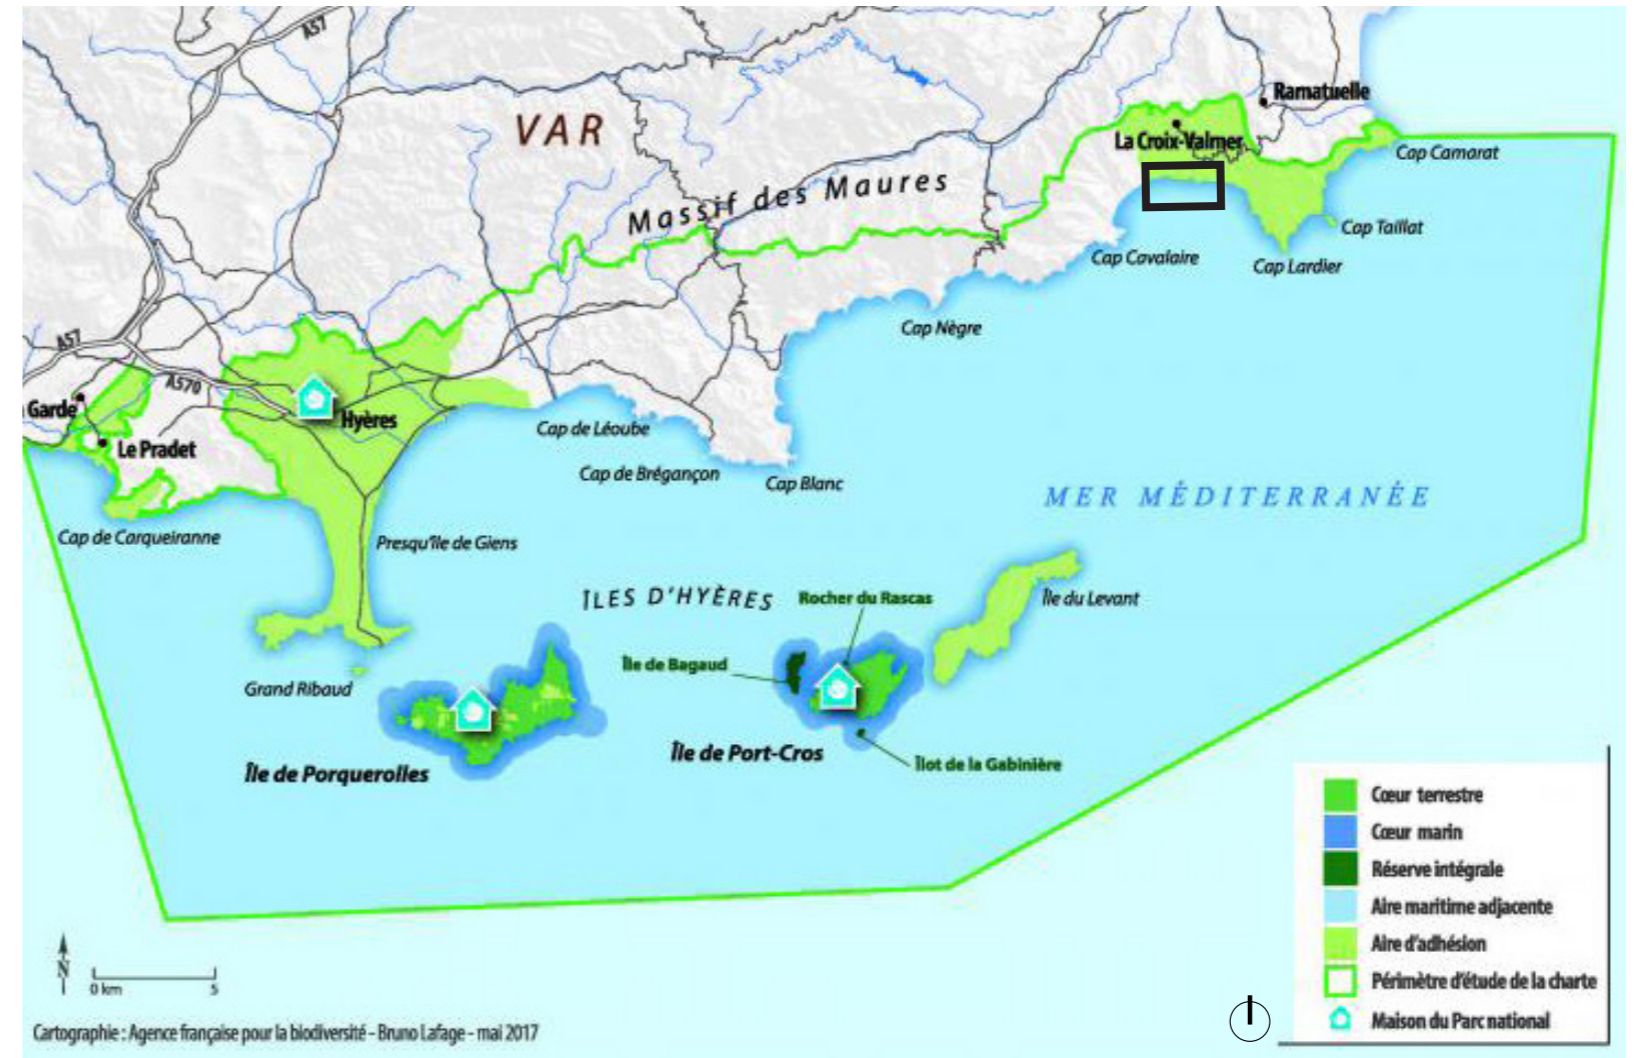 A57
VAR
Ramatuelle
La Croix-Valmer
Cap Camarat
Massif des Maures
Cap Taillat
Cap Cavalaire
Cap Lardier
Cap Nègre
A57
A570
Garde
Hyères
Le Pradet
Cap de Léoube
Cap de Brégançon
Cap Blanc
MER MÉDITERRANÉE
Cap de Carqueiranne
Presqu'île de Giens
ÎLES D'HYÈRES
Rocher du Rascas
Île du Levant
Île de Bagaud
Grand Ribaud
Île de Port-Cros
Îlot de la Gabinière
Île de Porquerolles
Cœur terrestre
Cœur marin
Réserve intégrale
Aire maritime adjacente
Aire d'adhésion
Périmètre d'étude de la charte
Maison du Parc national
N
0 km 5
Cartographie : Agence française pour la biodiversité - Bruno Lafage - mai 2017